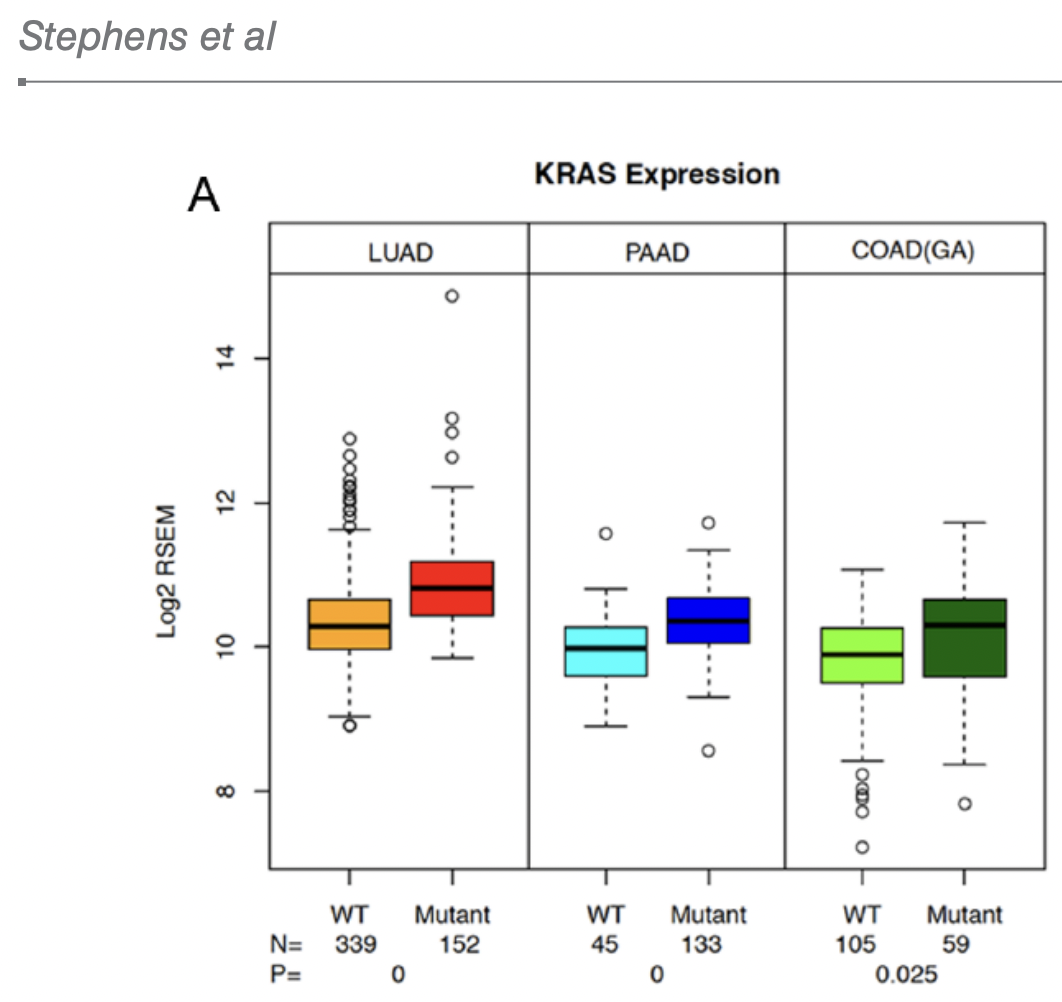 Stephens et al
A
KRAS Expression
LUAD PAAD COAD(GA)
14
12
10
8
Log2 RSEM
WT Mutant WT Mutant WT Mutant
N= 339 152 45 133 105 59
P= 0 0 0.025